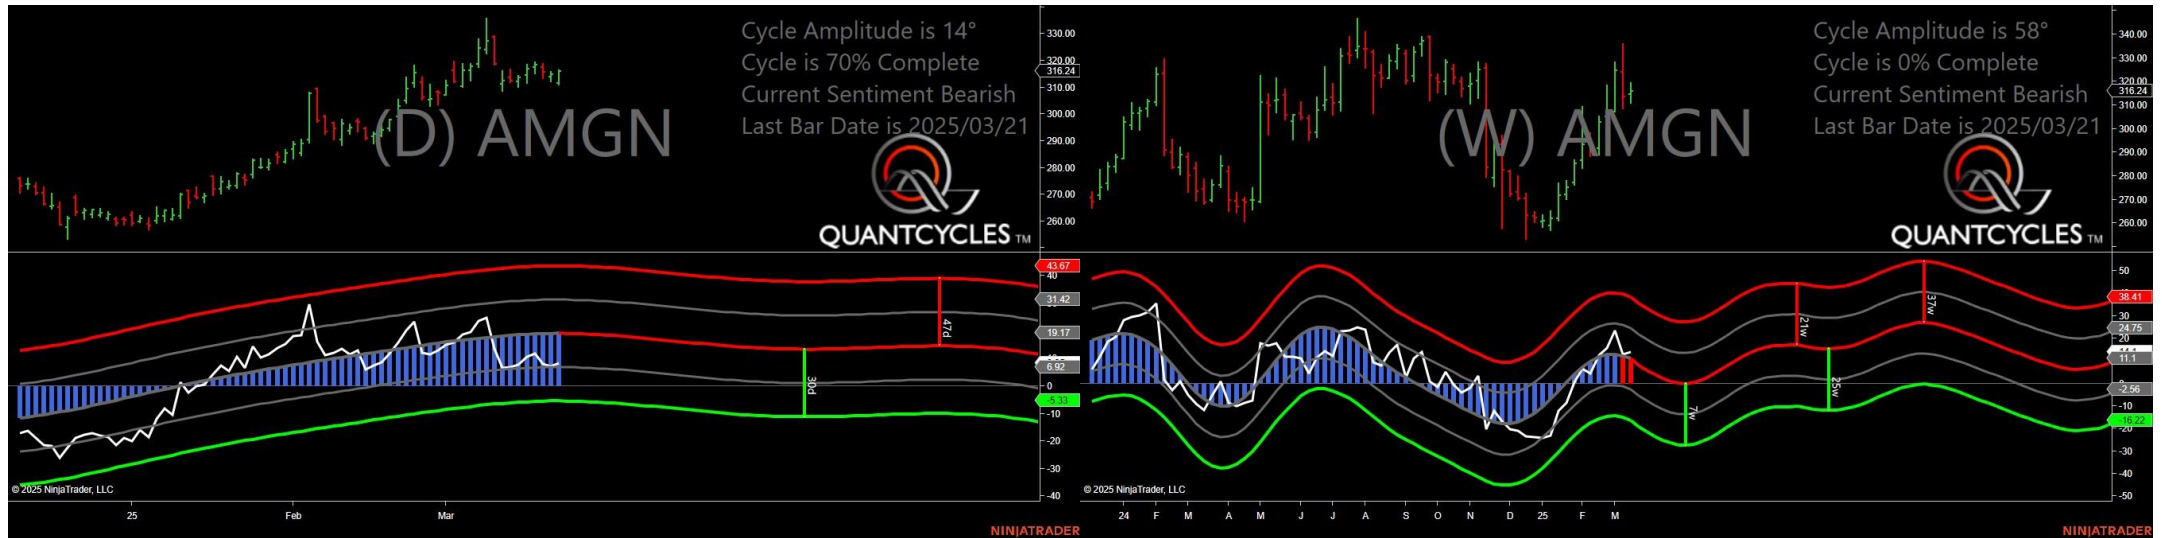 Cycle Amplitude is 14°
Cycle is 70% Complete
Current Sentiment Bearish
Last Bar Date is 2025/03/21
(D) AMGN
QUANTCYCLES TM
330.00
320.00
316.24
310.00
300.00
290.00
280.00
270.00
260.00
43.67
40
31.42
19.17
6.92
0
-5.33
-10
-20
-30
-40
47d
30d
© 2025 NinjaTrader, LLC
25
Feb
Mar
NINJATRADER
Cycle Amplitude is 58°
Cycle is 0% Complete
Current Sentiment Bearish
Last Bar Date is 2025/03/21
(W) AMGN
QUANTCYCLES TM
340.00
330.00
320.00
316.24
310.00
300.00
290.00
280.00
270.00
260.00
50
38.41
30
24.75
20
11.1
-2.56
-10
-16.22
-20
-30
-40
-50
21w
37w
7w
25w
© 2025 NinjaTrader, LLC
24 F M A M J J A S O N D 25 F M
NINJATRADER